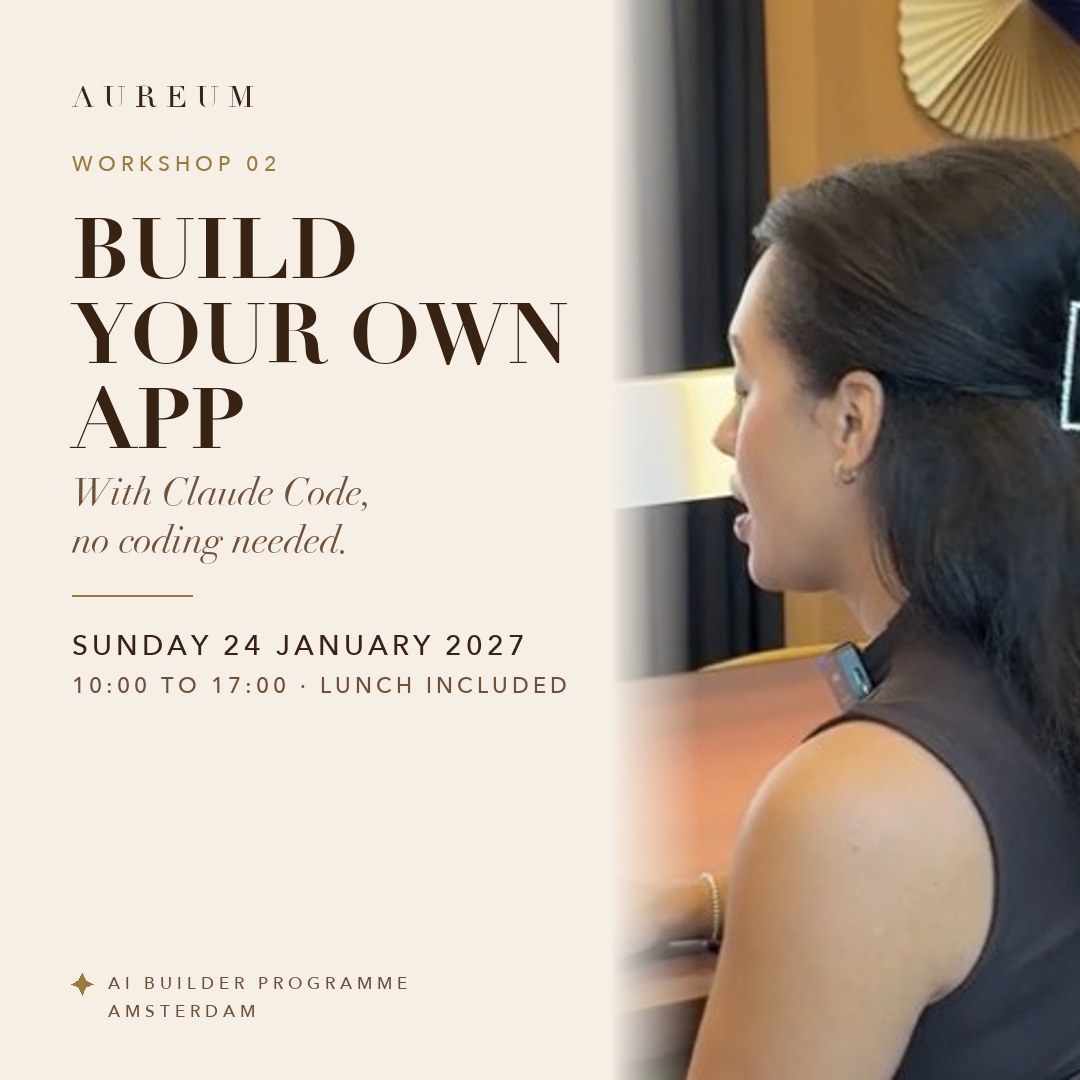 AUREUM
WORKSHOP 02
BUILD
YOUR OWN
APP
With Claude Code,
no coding needed.
SUNDAY 24 JANUARY 2027
10:00 TO 17:00 · LUNCH INCLUDED
AI BUILDER PROGRAMME
AMSTERDAM